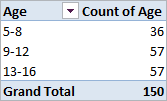 Age Count of Age
5-8 36
9-12 57
13-16 57
Grand Total 150